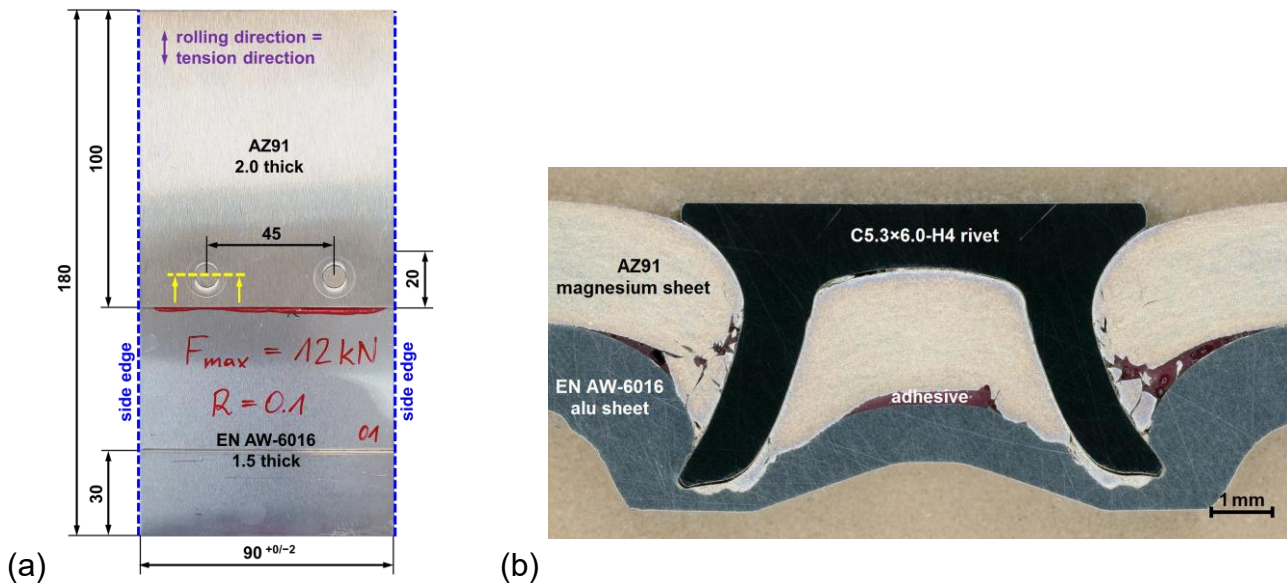 rolling direction =
tension direction
AZ91
2.0 thick
100
180
45
20
F max = 12 kN
R = 0.1
01
side edge
side edge
EN AW-6016
1.5 thick
30
90 +0/−2
(a)
C5.3×6.0-H4 rivet
AZ91
magnesium sheet
EN AW-6016
alu sheet
adhesive
1 mm
(b)